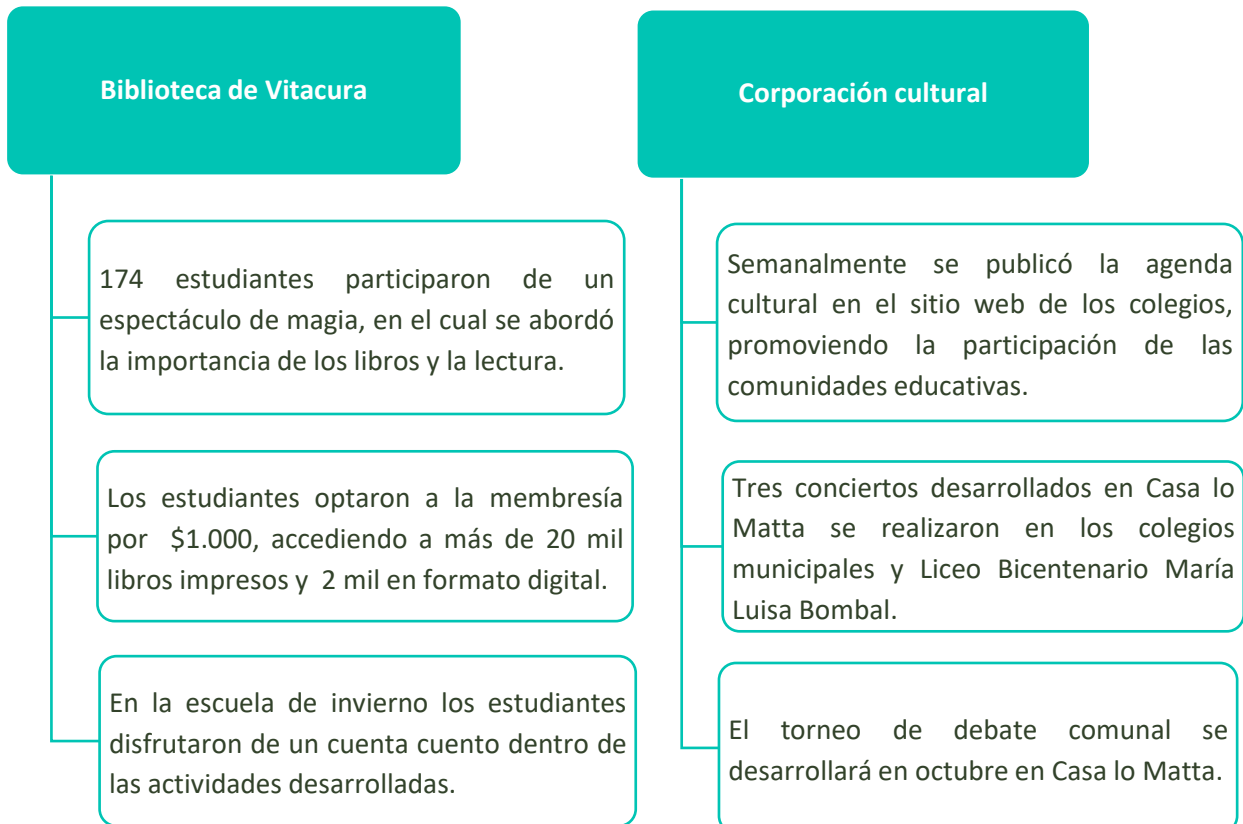 Biblioteca de Vitacura
174 estudiantes participaron de un
espectáculo de magia, en el cual se abordó
la importancia de los libros y la lectura.
Los estudiantes optaron a la membresía
por $1.000, accediendo a más de 20 mil
libros impresos y 2 mil en formato digital.
En la escuela de invierno los estudiantes
disfrutaron de un cuenta cuento dentro de
las actividades desarrolladas.
Corporación cultural
Semanalmente se publicó la agenda
cultural en el sitio web de los colegios,
promoviendo la participación de las
comunidades educativas.
Tres conciertos desarrollados en Casa lo
Matta se realizaron en los colegios
municipales y Liceo Bicentenario María
Luisa Bombal.
El torneo de debate comunal se
desarrollará en octubre en Casa lo Matta.